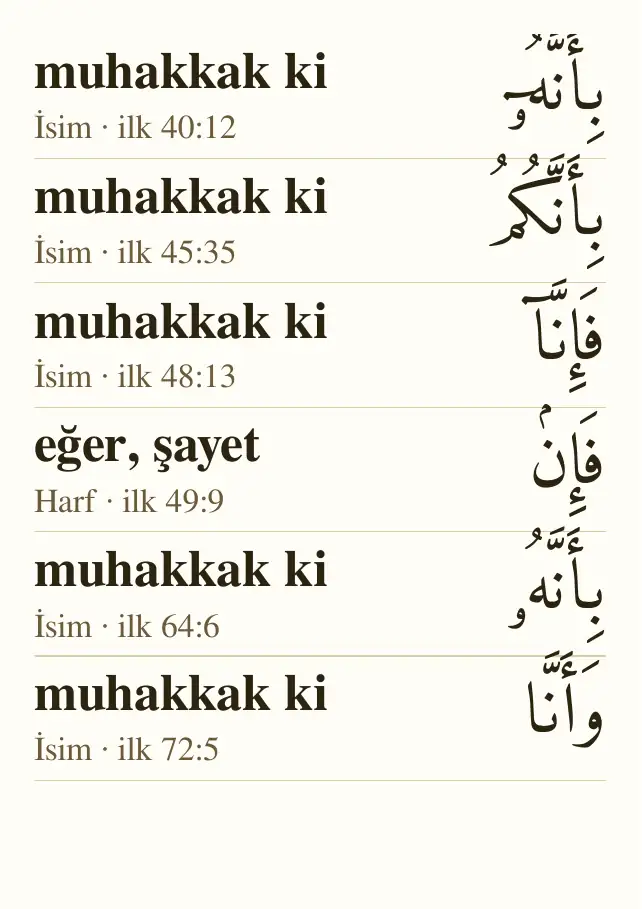 muhakkak ki بِأَنَّهُۥٓ
İsim · ilk 40:12
muhakkak ki بِأَنَّكُمُ
İsim · ilk 45:35
muhakkak ki فَإِنَّآ
İsim · ilk 48:13
eğer, şayet فَإِنۢ
Harf · ilk 49:9
muhakkak ki بِأَنَّهُۥ
İsim · ilk 64:6
muhakkak ki وَأَنَّا
İsim · ilk 72:5